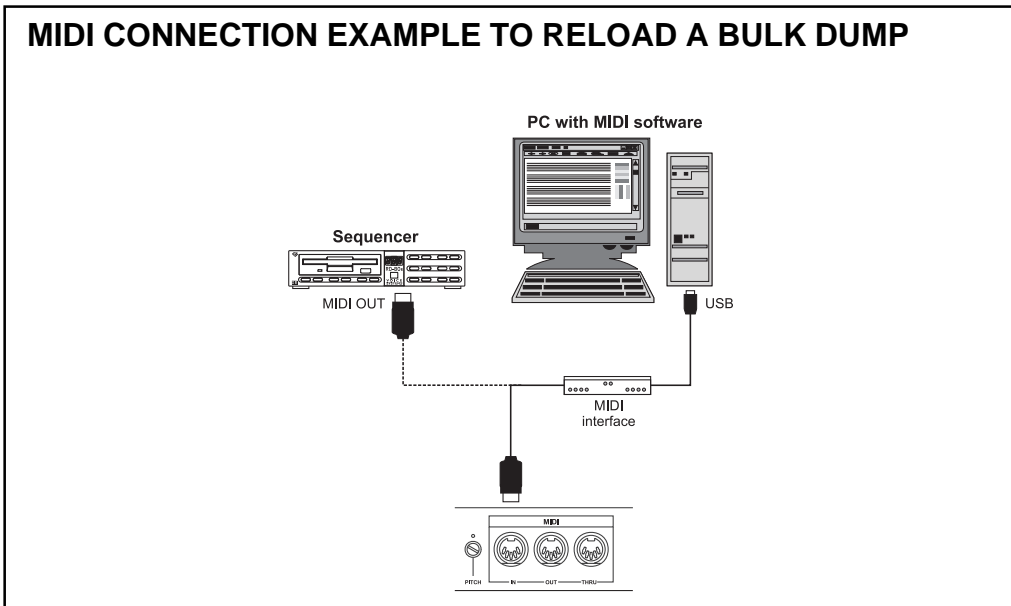 MIDI CONNECTION EXAMPLE TO RELOAD A BULK DUMP
PC with MIDI software
Sequencer
MIDI OUT
USB
MIDI
interface
MIDI
PITCH
IN OUT THRU